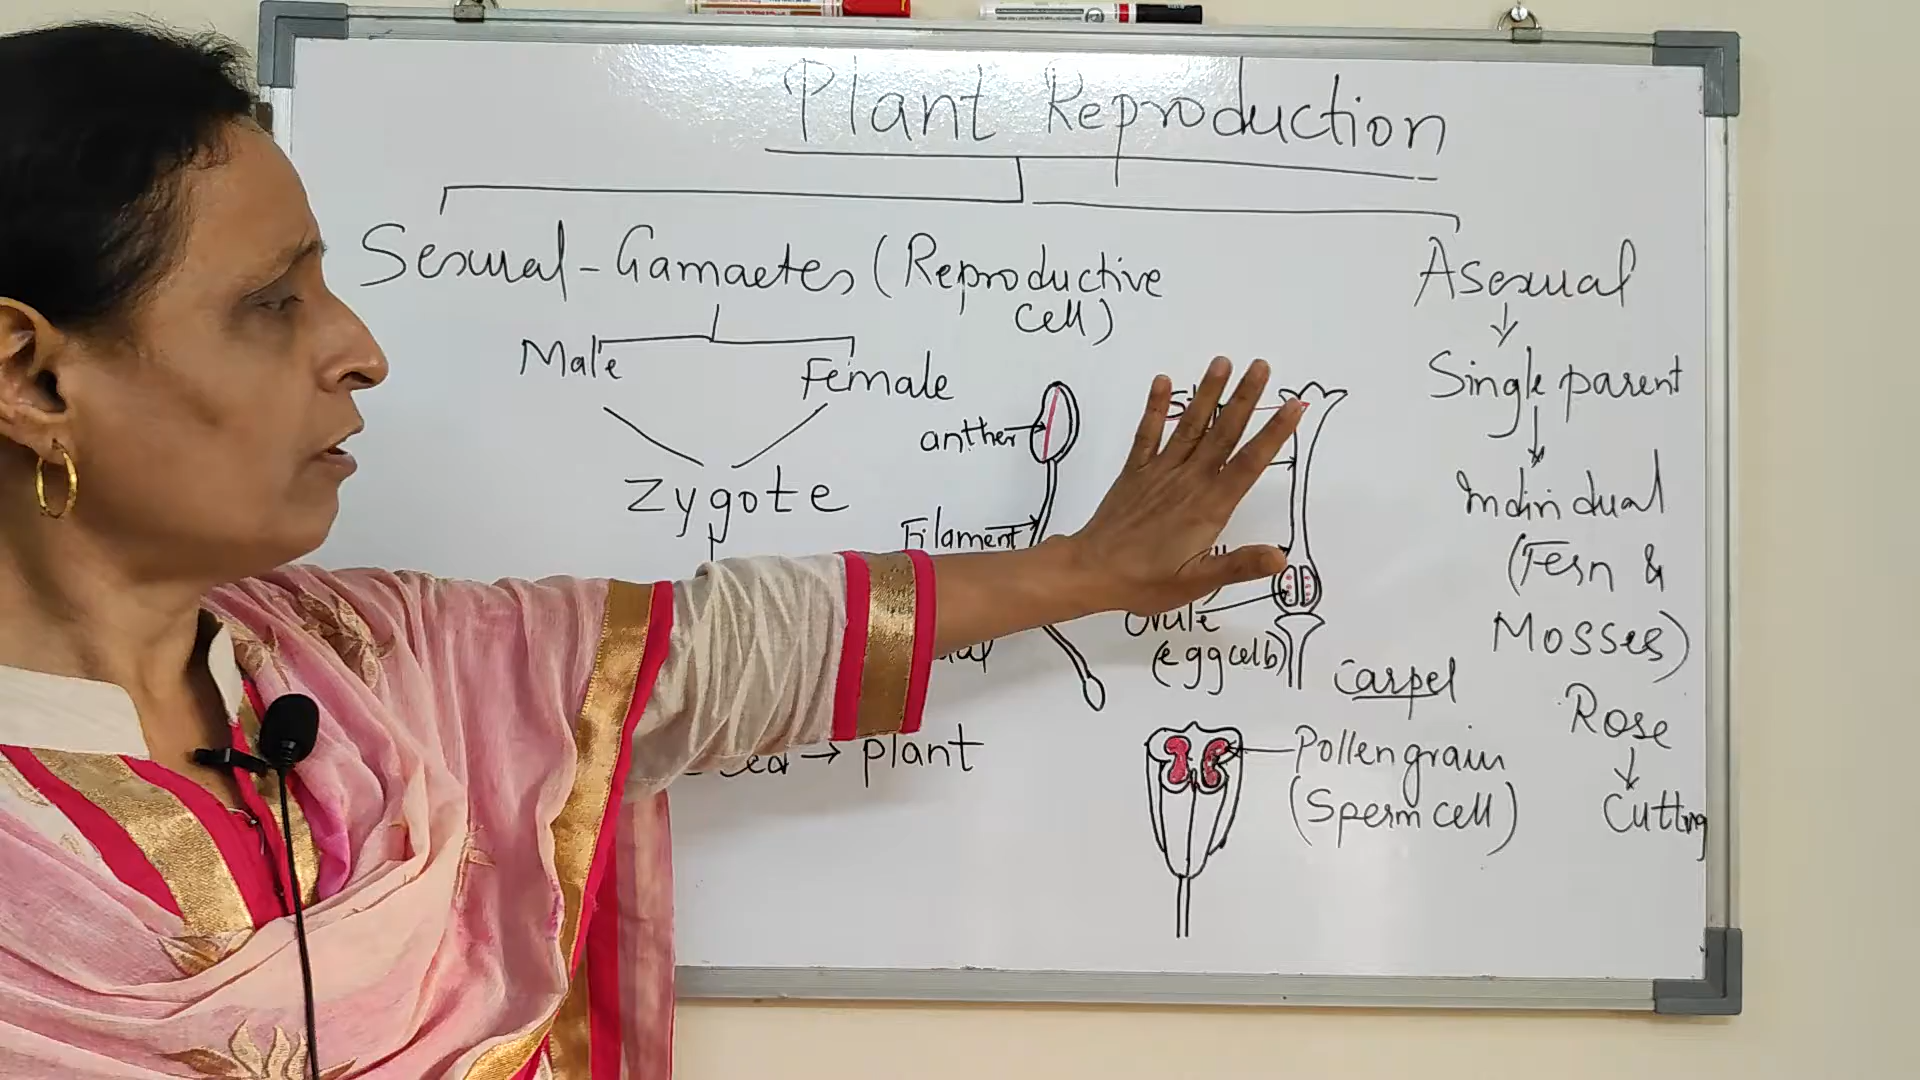 Plant Reproduction
Sexual - Gamaetes (Reproductive
cell)
Male
Female
Zygote
anther
Filament
plant
Ovule
(egg cell)
Carpel
Pollen grain
(Sperm cell)
Asexual
Single parent
Individual
(Fern &
Mosses)
Rose
Cutting